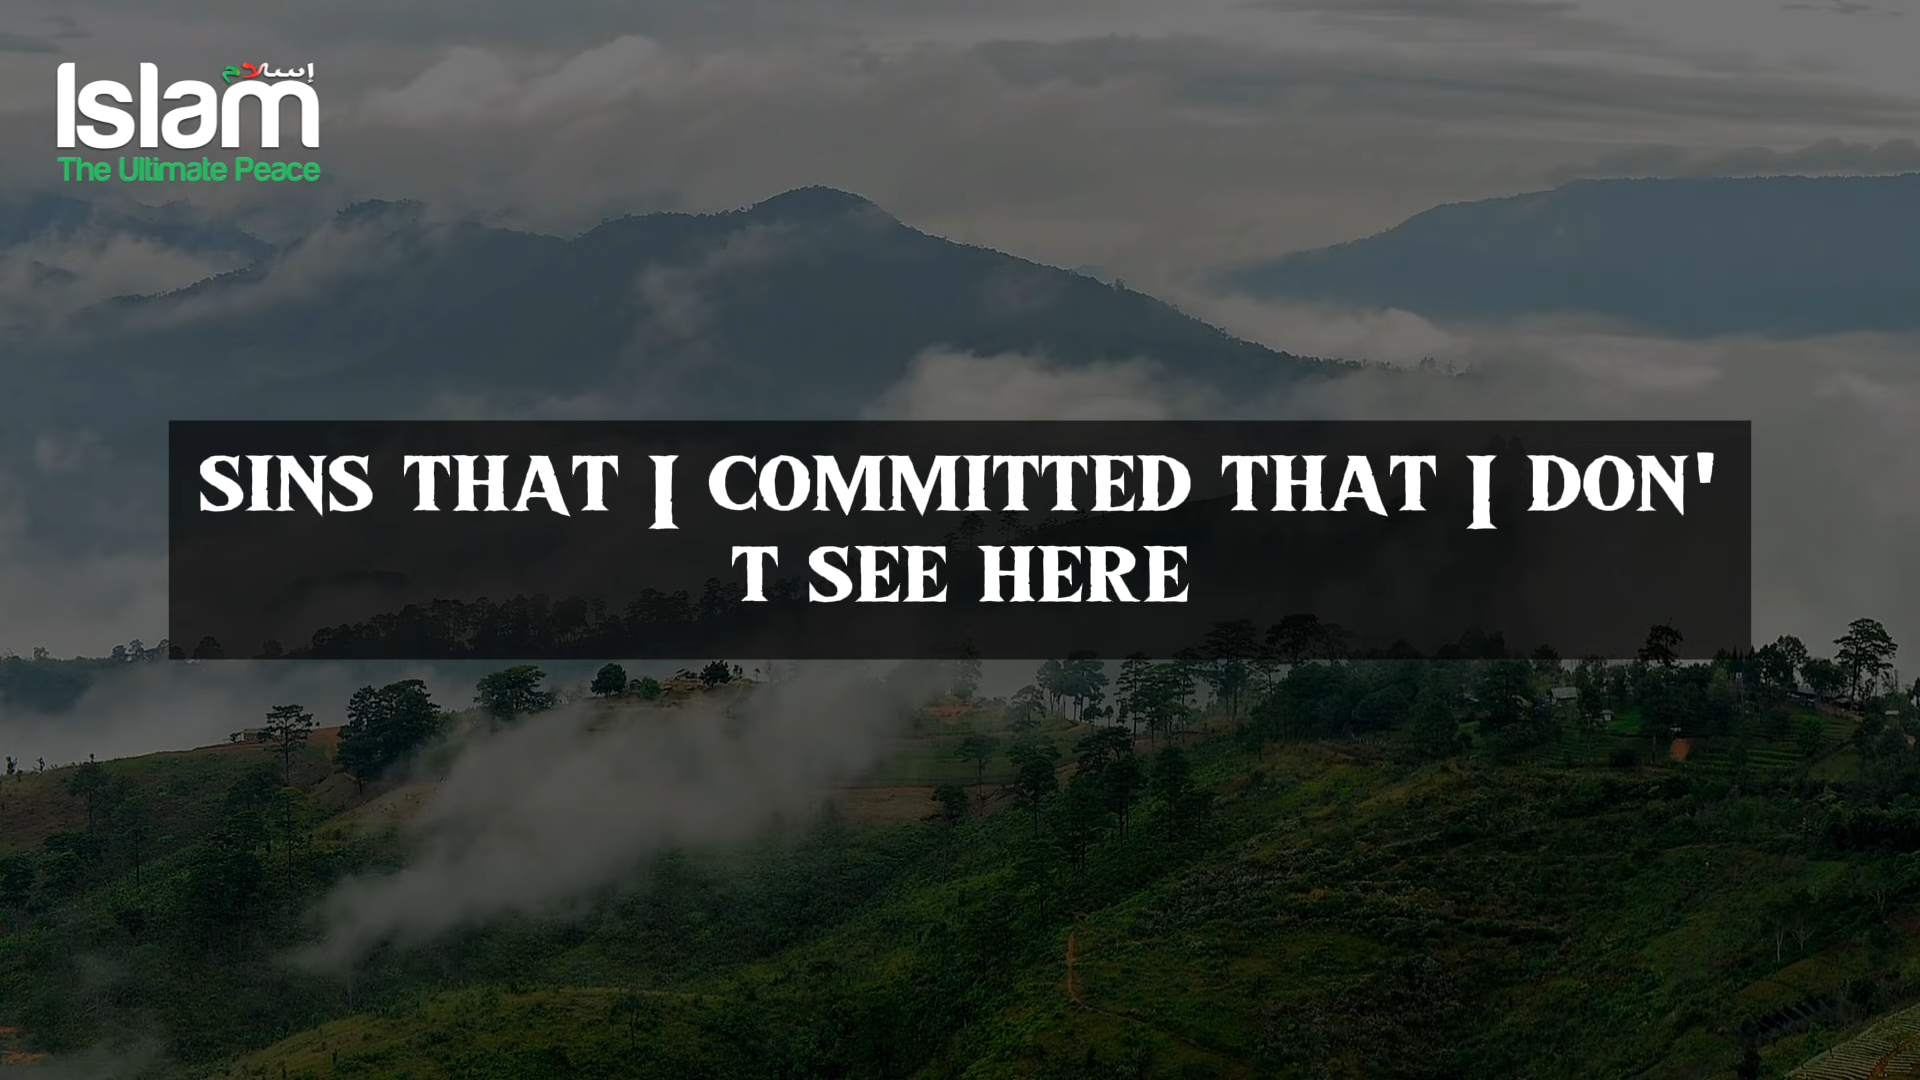 إسلام
Islam
The Ultimate Peace
SINS THAT I COMMITTED THAT I DON'
T SEE HERE